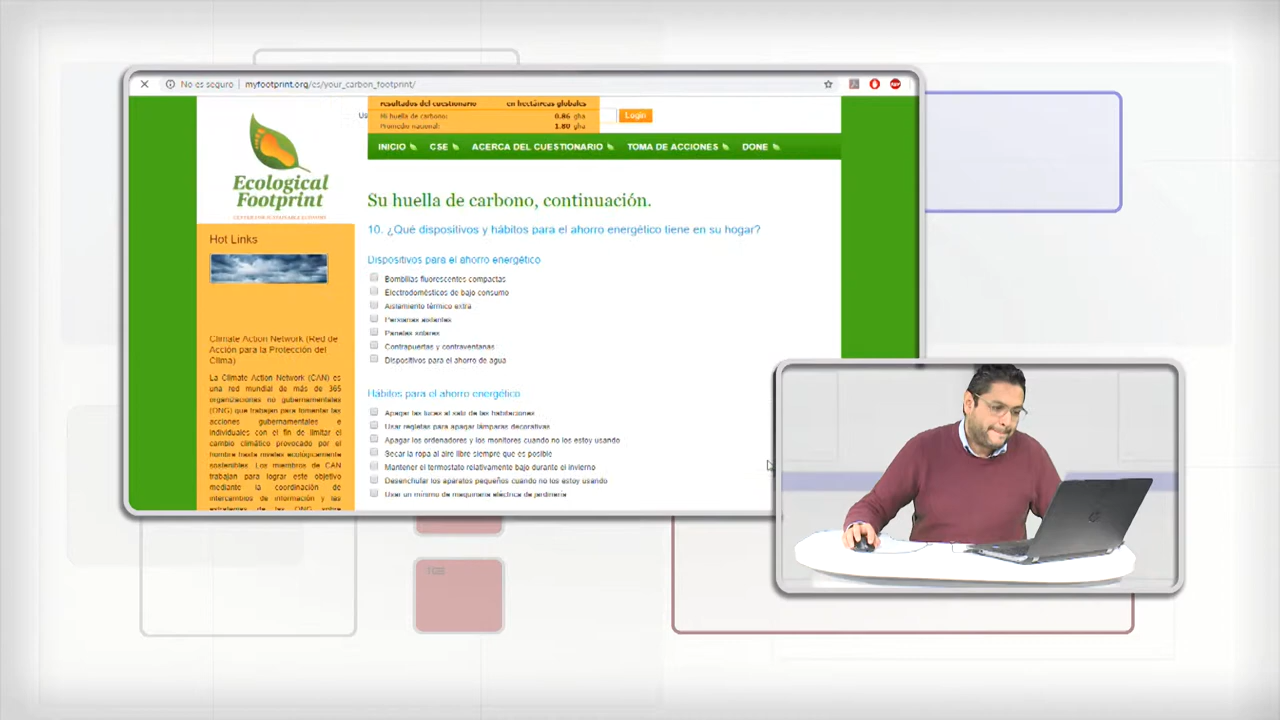 No es seguro | myfootprint.org/es/your_carbon_footprint/
resultados del cuestionario en hectáreas globales
Mi huella de carbono: 0.86 gha
Promedio nacional: 1.80 gha
Us
Login
INICIO CSE ACERCA DEL CUESTIONARIO TOMA DE ACCIONES DONE
Ecological
Footprint
CENTER FOR SUSTAINABLE ECONOMY
Hot Links
Climate Action Network (Red de
Acción para la Protección del
Clima)
La Climate Action Network (CAN) es
una red mundial de más de 365
organizaciones no gubernamentales
(ONG) que trabajan para fomentar las
acciones gubernamentales e
individuales con el fin de limitar el
cambio climático provocado por el
hombre hasta niveles ecológicamente
sostenibles. Los miembros de CAN
trabajan para lograr este objetivo
mediante la coordinación de
intercambios de información y las
estrategias de las ONG sobre
Su huella de carbono, continuación.
10. ¿Qué dispositivos y hábitos para el ahorro energético tiene en su hogar?
Dispositivos para el ahorro energético
Bombillas fluorescentes compactas
Electrodomésticos de bajo consumo
Aislamiento térmico extra
Persianas aislantes
Paneles solares
Contrapuertas y contraventanas
Dispositivos para el ahorro de agua
Hábitos para el ahorro energético
Apagar las luces al salir de las habitaciones
Usar regletas para apagar lámparas decorativas
Apagar los ordenadores y los monitores cuando no los estoy usando
Secar la ropa al aire libre siempre que es posible
Mantener el termostato relativamente bajo durante el invierno
Desenchufar los aparatos pequeños cuando no los estoy usando
Usar un mínimo de maquinaria eléctrica de jardinería